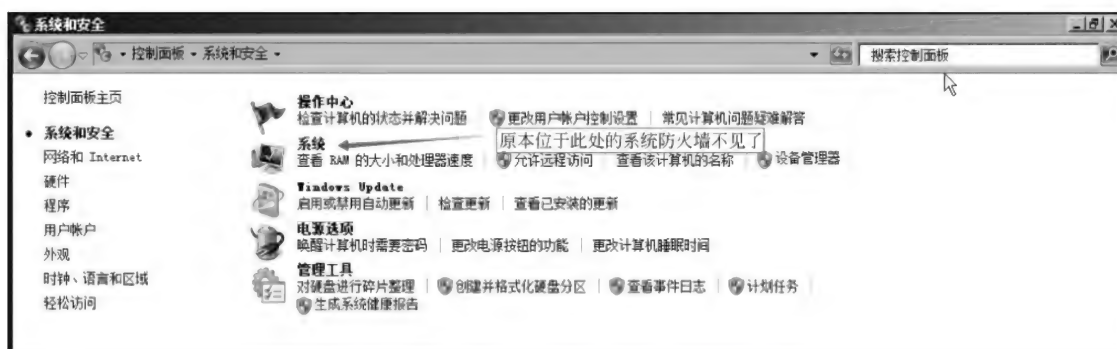 系统和安全
控制面板 系统和安全
搜索控制面板
控制面板主页
系统和安全
网络和 Internet
硬件
程序
用户帐户
外观
时钟、语言和区域
轻松访问
操作中心
检查计算机的状态并解决问题 更改用户帐户控制设置 常见计算机问题疑难解答
系统
原本位于此处的系统防火墙不见了
查看 RAM 的大小和处理器速度 允许远程访问 查看该计算机的名称 设备管理器
Windows Update
启用或禁用自动更新 检查更新 查看已安装的更新
电源选项
唤醒计算机时需要密码 更改电源按钮的功能 更改计算机睡眠时间
管理工具
对硬盘进行碎片整理 创建并格式化硬盘分区 查看事件日志 计划任务
生成系统健康报告